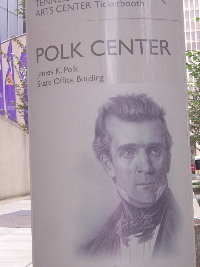 ARTS CENTER Ticketbooth
POLK CENTER
James K. Polk
State Office Building